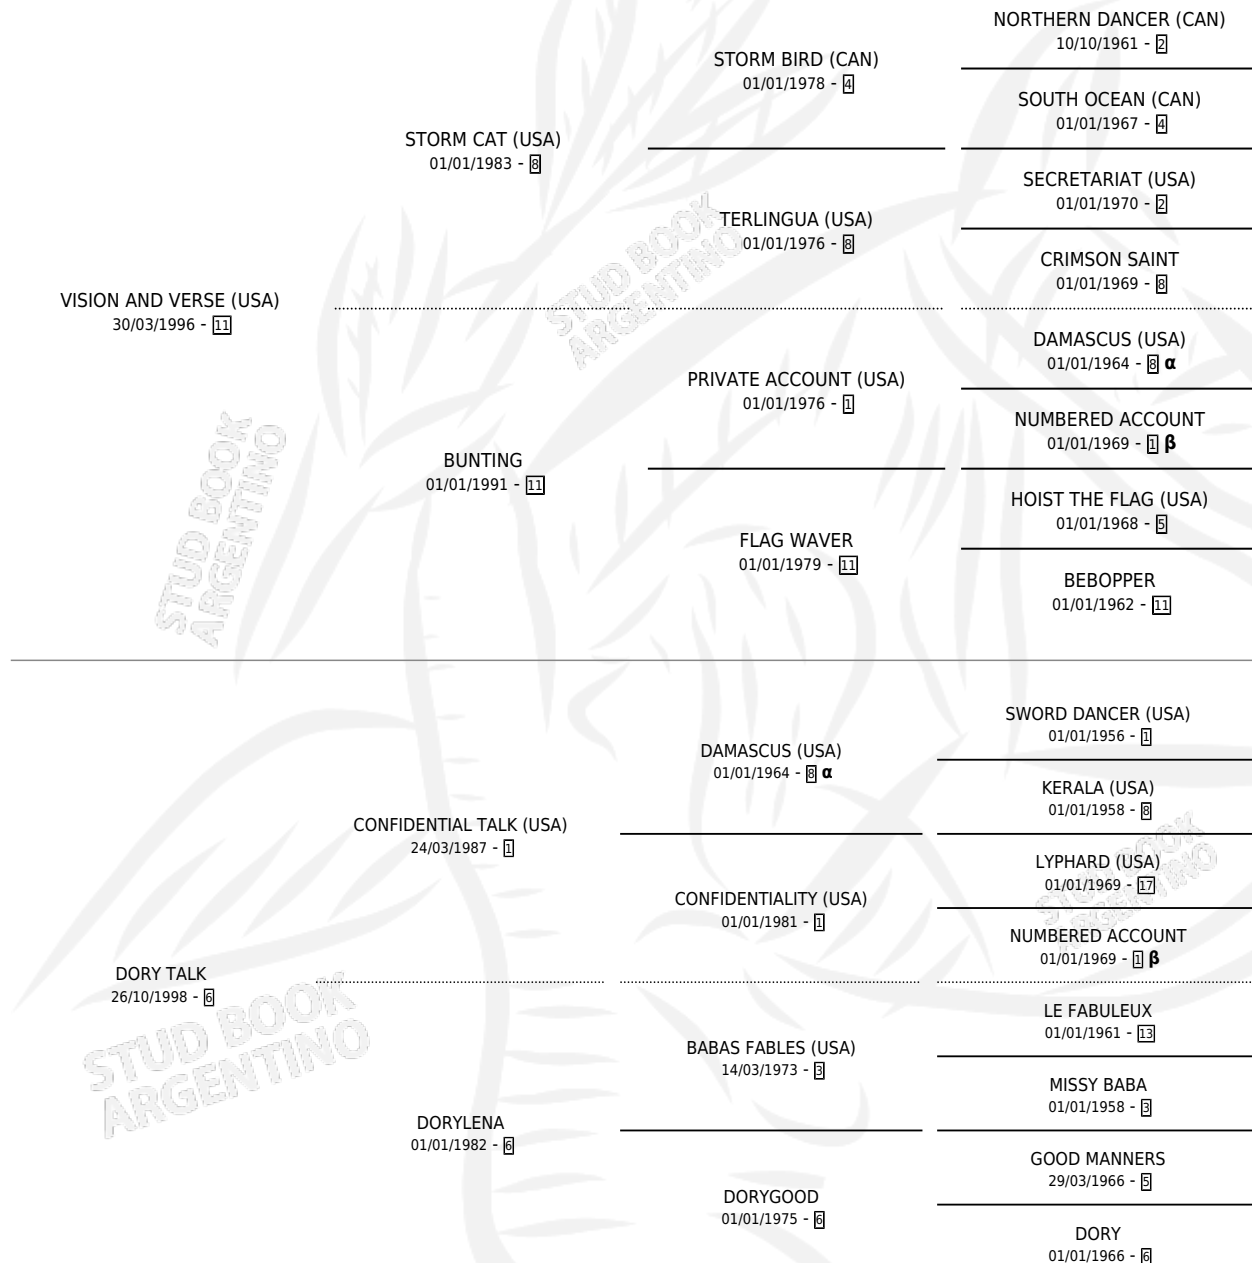 NORTHERN DANCER (CAN)
10/10/1961 - 2
STORM BIRD (CAN)
01/01/1978 - 4
SOUTH OCEAN (CAN)
01/01/1967 - 4
STORM CAT (USA)
01/01/1983 - 8
SECRETARIAT (USA)
01/01/1970 - 2
TERLINGUA (USA)
01/01/1976 - 8
CRIMSON SAINT
01/01/1969 - 8
VISION AND VERSE (USA)
30/03/1996 - 11
DAMASCUS (USA)
01/01/1964 - 8 α
PRIVATE ACCOUNT (USA)
01/01/1976 - 1
NUMBERED ACCOUNT
01/01/1969 - 1 β
BUNTING
01/01/1991 - 11
HOIST THE FLAG (USA)
01/01/1968 - 5
FLAG WAVER
01/01/1979 - 11
BEBOPPER
01/01/1962 - 11
SWORD DANCER (USA)
01/01/1956 - 1
DAMASCUS (USA)
01/01/1964 - 8 α
KERALA (USA)
01/01/1958 - 8
CONFIDENTIAL TALK (USA)
24/03/1987 - 1
LYPHARD (USA)
01/01/1969 - 17
CONFIDENTIALITY (USA)
01/01/1981 - 1
NUMBERED ACCOUNT
01/01/1969 - 1 β
DORY TALK
26/10/1998 - 6
LE FABULEUX
01/01/1961 - 13
BABAS FABLES (USA)
14/03/1973 - 3
MISSY BABA
01/01/1958 - 3
DORYLENA
01/01/1982 - 6
GOOD MANNERS
29/03/1966 - 5
DORYGOOD
01/01/1975 - 6
DORY
01/01/1966 - 6
STUD BOOK
ARGENTINO
STUD BOOK
ARGENTINO
STUD BOOK
ARGENTINO
STUD BOOK
ARGENTINO